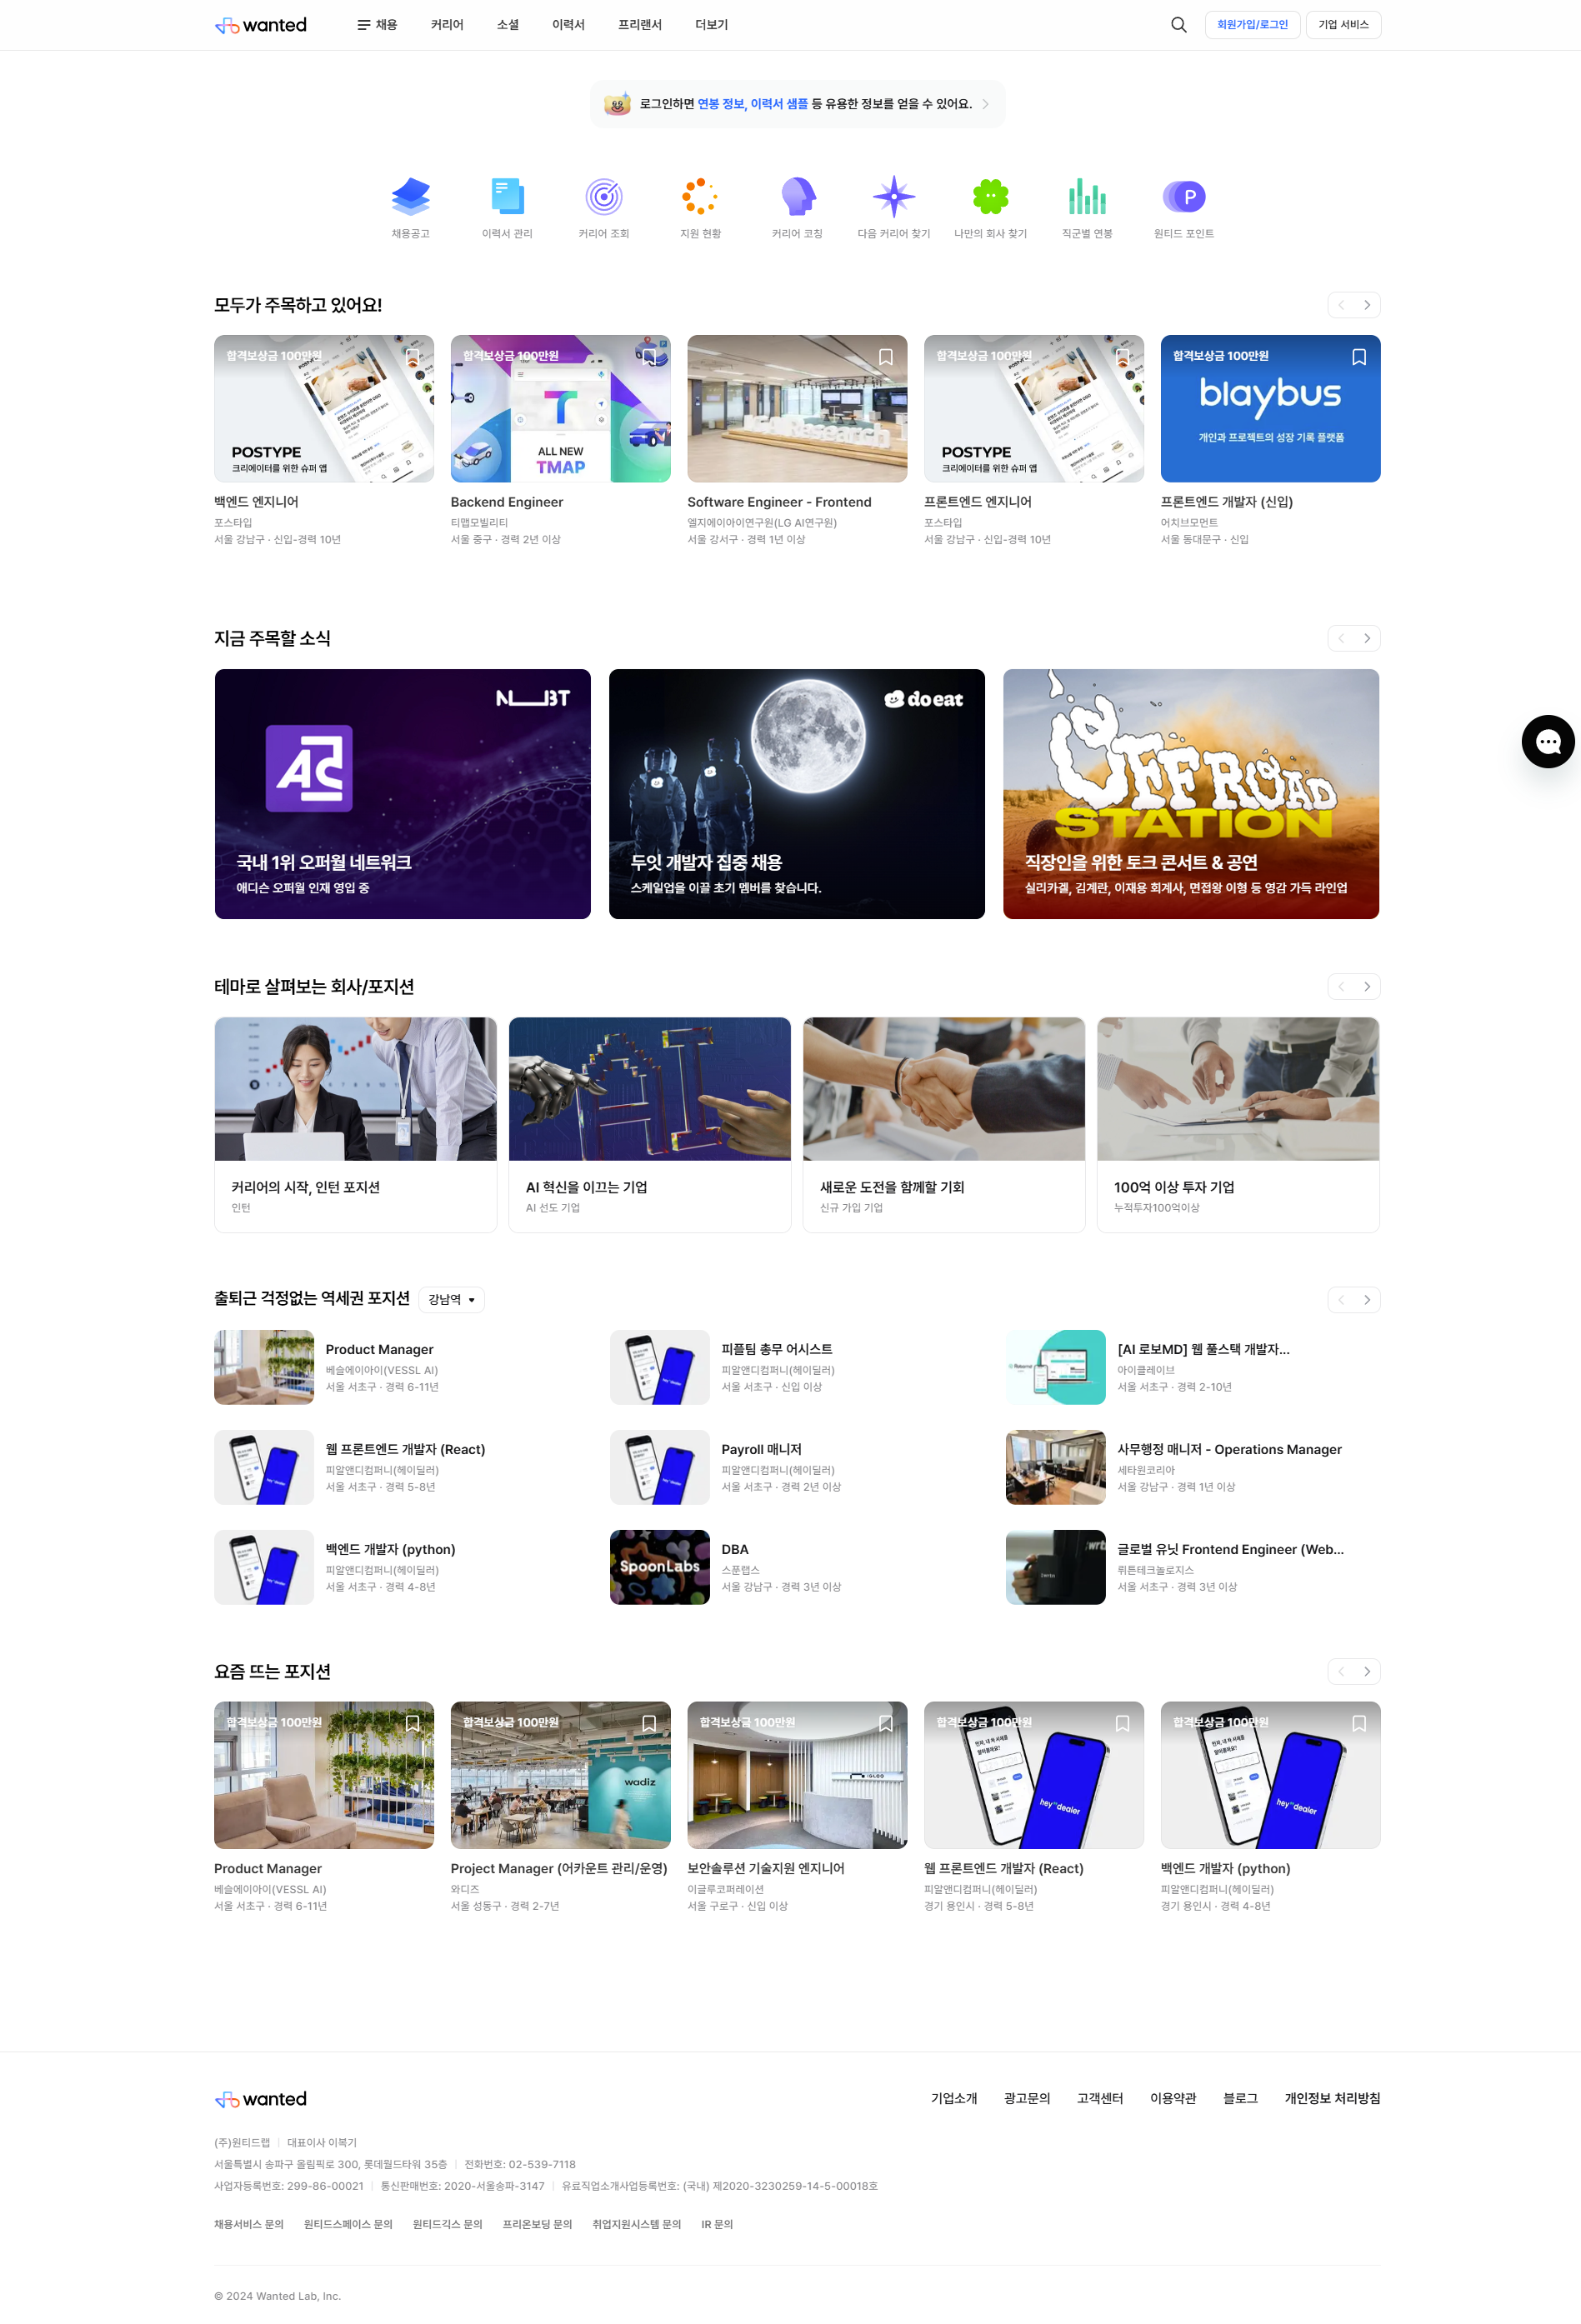 wanted
채용
커리어
소셜
이력서
프리랜서
더보기
회원가입/로그인
기업 서비스
로그인하면 연봉 정보, 이력서 샘플 등 유용한 정보를 얻을 수 있어요.
채용공고
이력서 관리
커리어 조회
지원 현황
커리어 코칭
다음 커리어 찾기
나만의 회사 찾기
직군별 연봉
P
원티드 포인트
모두가 주목하고 있어요!
합격보상금 100만원
POSTYPE
크리에이터를 위한 슈퍼 앱
백엔드 엔지니어
포스타입
서울 강남구 · 신입-경력 10년
합격보상금 100만원
ALL NEW
TMAP
Backend Engineer
티맵모빌리티
서울 중구 · 경력 2년 이상
Software Engineer - Frontend
엘지에이아이연구원(LG AI연구원)
서울 강서구 · 경력 1년 이상
합격보상금 100만원
POSTYPE
크리에이터를 위한 슈퍼 앱
프론트엔드 엔지니어
포스타입
서울 강남구 · 신입-경력 10년
합격보상금 100만원
blaybus
개인과 프로젝트의 성장 기록 플랫폼
프론트엔드 개발자 (신입)
어치브모먼트
서울 동대문구 · 신입
지금 주목할 소식
국내 1위 오퍼월 네트워크
애디슨 오퍼월 인재 영입 중
doeat
두잇 개발자 집중 채용
스케일업을 이끌 초기 멤버를 찾습니다.
OFFROAD
STATION
직장인을 위한 토크 콘서트 & 공연
실리카겔, 김계란, 이재용 회계사, 면접왕 이형 등 영감 가득 라인업
테마로 살펴보는 회사/포지션
커리어의 시작, 인턴 포지션
인턴
AI 혁신을 이끄는 기업
AI 선도 기업
새로운 도전을 함께할 기회
신규 가입 기업
100억 이상 투자 기업
누적투자100억이상
출퇴근 걱정없는 역세권 포지션
강남역
Product Manager
베슬에이아이(VESSL AI)
서울 서초구 · 경력 6-11년
피플팀 총무 어시스트
피알앤디컴퍼니(헤이딜러)
서울 서초구 · 신입 이상
[AI 로보MD] 웹 풀스택 개발자...
아이클레이브
서울 서초구 · 경력 2-10년
웹 프론트엔드 개발자 (React)
피알앤디컴퍼니(헤이딜러)
서울 서초구 · 경력 5-8년
Payroll 매니저
피알앤디컴퍼니(헤이딜러)
서울 서초구 · 경력 2년 이상
사무행정 매니저 - Operations Manager
세타원코리아
서울 강남구 · 경력 1년 이상
백엔드 개발자 (python)
피알앤디컴퍼니(헤이딜러)
서울 서초구 · 경력 4-8년
SpoonLabs
DBA
스푼랩스
서울 강남구 · 경력 3년 이상
글로벌 유닛 Frontend Engineer (Web...
뤼튼테크놀로지스
서울 서초구 · 경력 3년 이상
요즘 뜨는 포지션
합격보상금 100만원
Product Manager
베슬에이아이(VESSL AI)
서울 서초구 · 경력 6-11년
합격보상금 100만원
wadiz
Project Manager (어카운트 관리/운영)
와디즈
서울 성동구 · 경력 2-7년
합격보상금 100만원
IGLOO
보안솔루션 기술지원 엔지니어
이글루코퍼레이션
서울 구로구 · 신입 이상
합격보상금 100만원
hey dealer
웹 프론트엔드 개발자 (React)
피알앤디컴퍼니(헤이딜러)
경기 용인시 · 경력 5-8년
합격보상금 100만원
hey dealer
백엔드 개발자 (python)
피알앤디컴퍼니(헤이딜러)
경기 용인시 · 경력 4-8년
wanted
기업소개
광고문의
고객센터
이용약관
블로그
개인정보 처리방침
(주)원티드랩 | 대표이사 이복기
서울특별시 송파구 올림픽로 300, 롯데월드타워 35층 | 전화번호: 02-539-7118
사업자등록번호: 299-86-00021 | 통신판매번호: 2020-서울송파-3147 | 유료직업소개사업등록번호: (국내) 제2020-3230259-14-5-00018호
채용서비스 문의
원티드스페이스 문의
원티드긱스 문의
프리온보딩 문의
취업지원시스템 문의
IR 문의
© 2024 Wanted Lab, Inc.